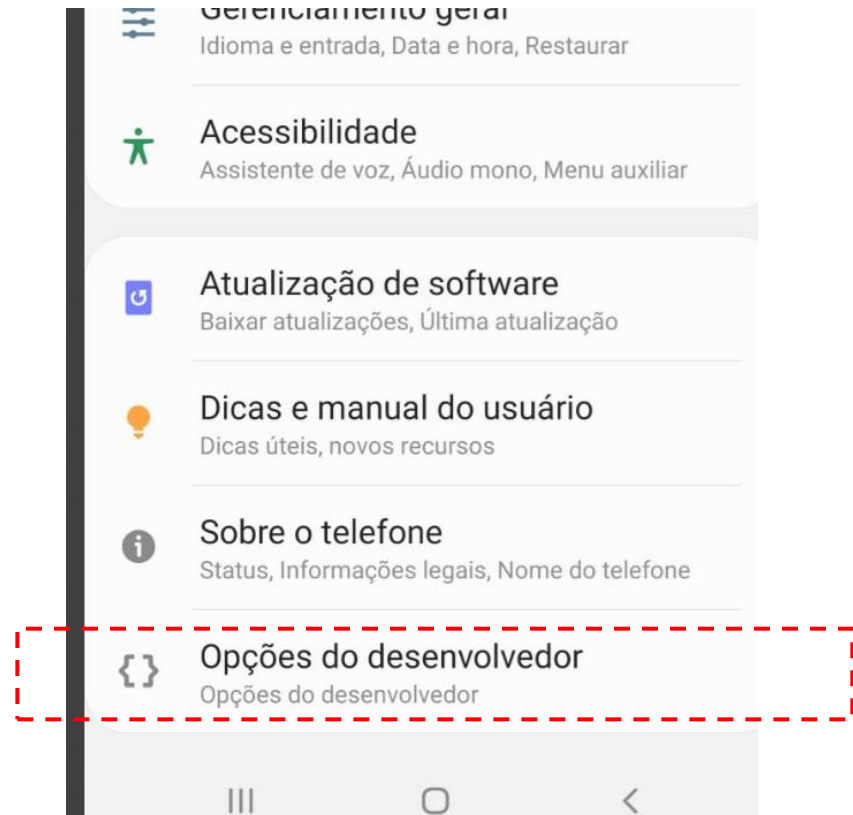 Gerenciamento geral
Idioma e entrada, Data e hora, Restaurar
Acessibilidade
Assistente de voz, Áudio mono, Menu auxiliar
Atualização de software
Baixar atualizações, Última atualização
Dicas e manual do usuário
Dicas úteis, novos recursos
Sobre o telefone
Status, Informações legais, Nome do telefone
Opções do desenvolvedor
Opções do desenvolvedor